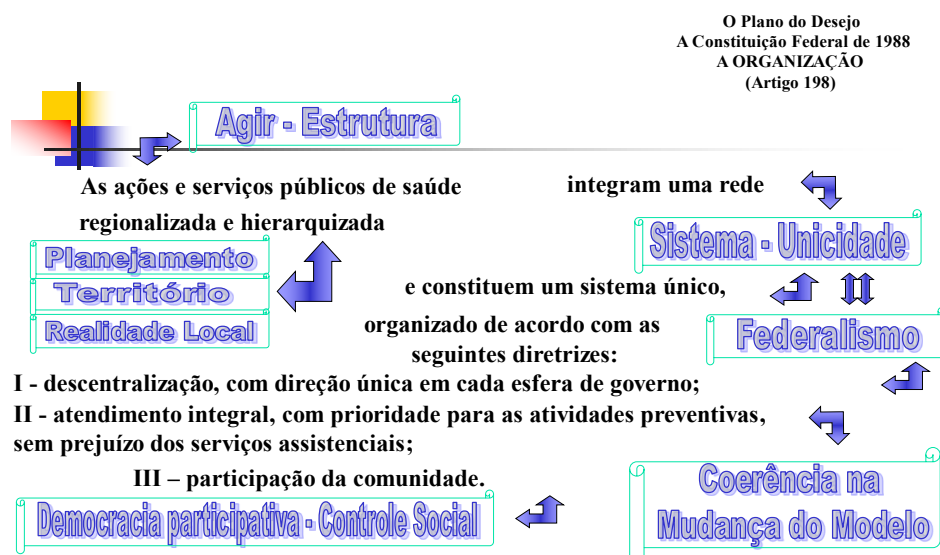 O Plano do Desejo
A Constituição Federal de 1988
A ORGANIZAÇÃO
(Artigo 198)
Agir - Estrutura
As ações e serviços públicos de saúde
integram uma rede
regionalizada e hierarquizada
Sistema - Unicidade
Planejamento
Território
Realidade Local
e constituem um sistema único,
organizado de acordo com as
seguintes diretrizes:
Federalismo
I - descentralização, com direção única em cada esfera de governo;
II - atendimento integral, com prioridade para as atividades preventivas,
sem prejuízo dos serviços assistenciais;
III – participação da comunidade.
Coerência na
Mudança do Modelo
Democracia participativa - Controle Social